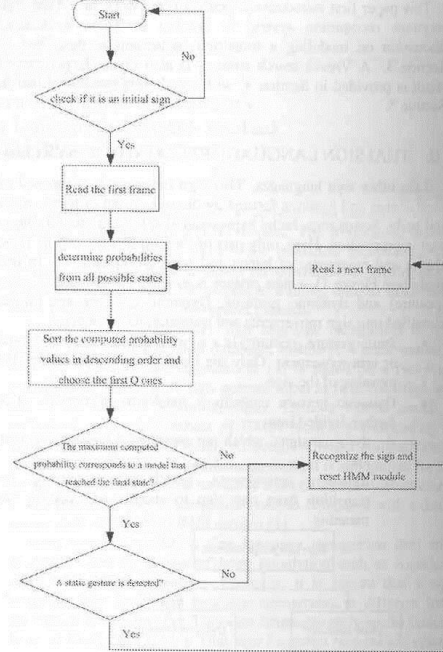 Start
No
check if it is an initial sign
Yes
Read the first frame
determine probabilities
from all possible states
Read a next frame
Sort the computed probability
values in descending order and
choose the first Q ones
The maximum computed
probability corresponds to a model that
reached the final state?
No
Recognize the sign and
reset HMM module
Yes
A static gesture is detected?
No
Yes